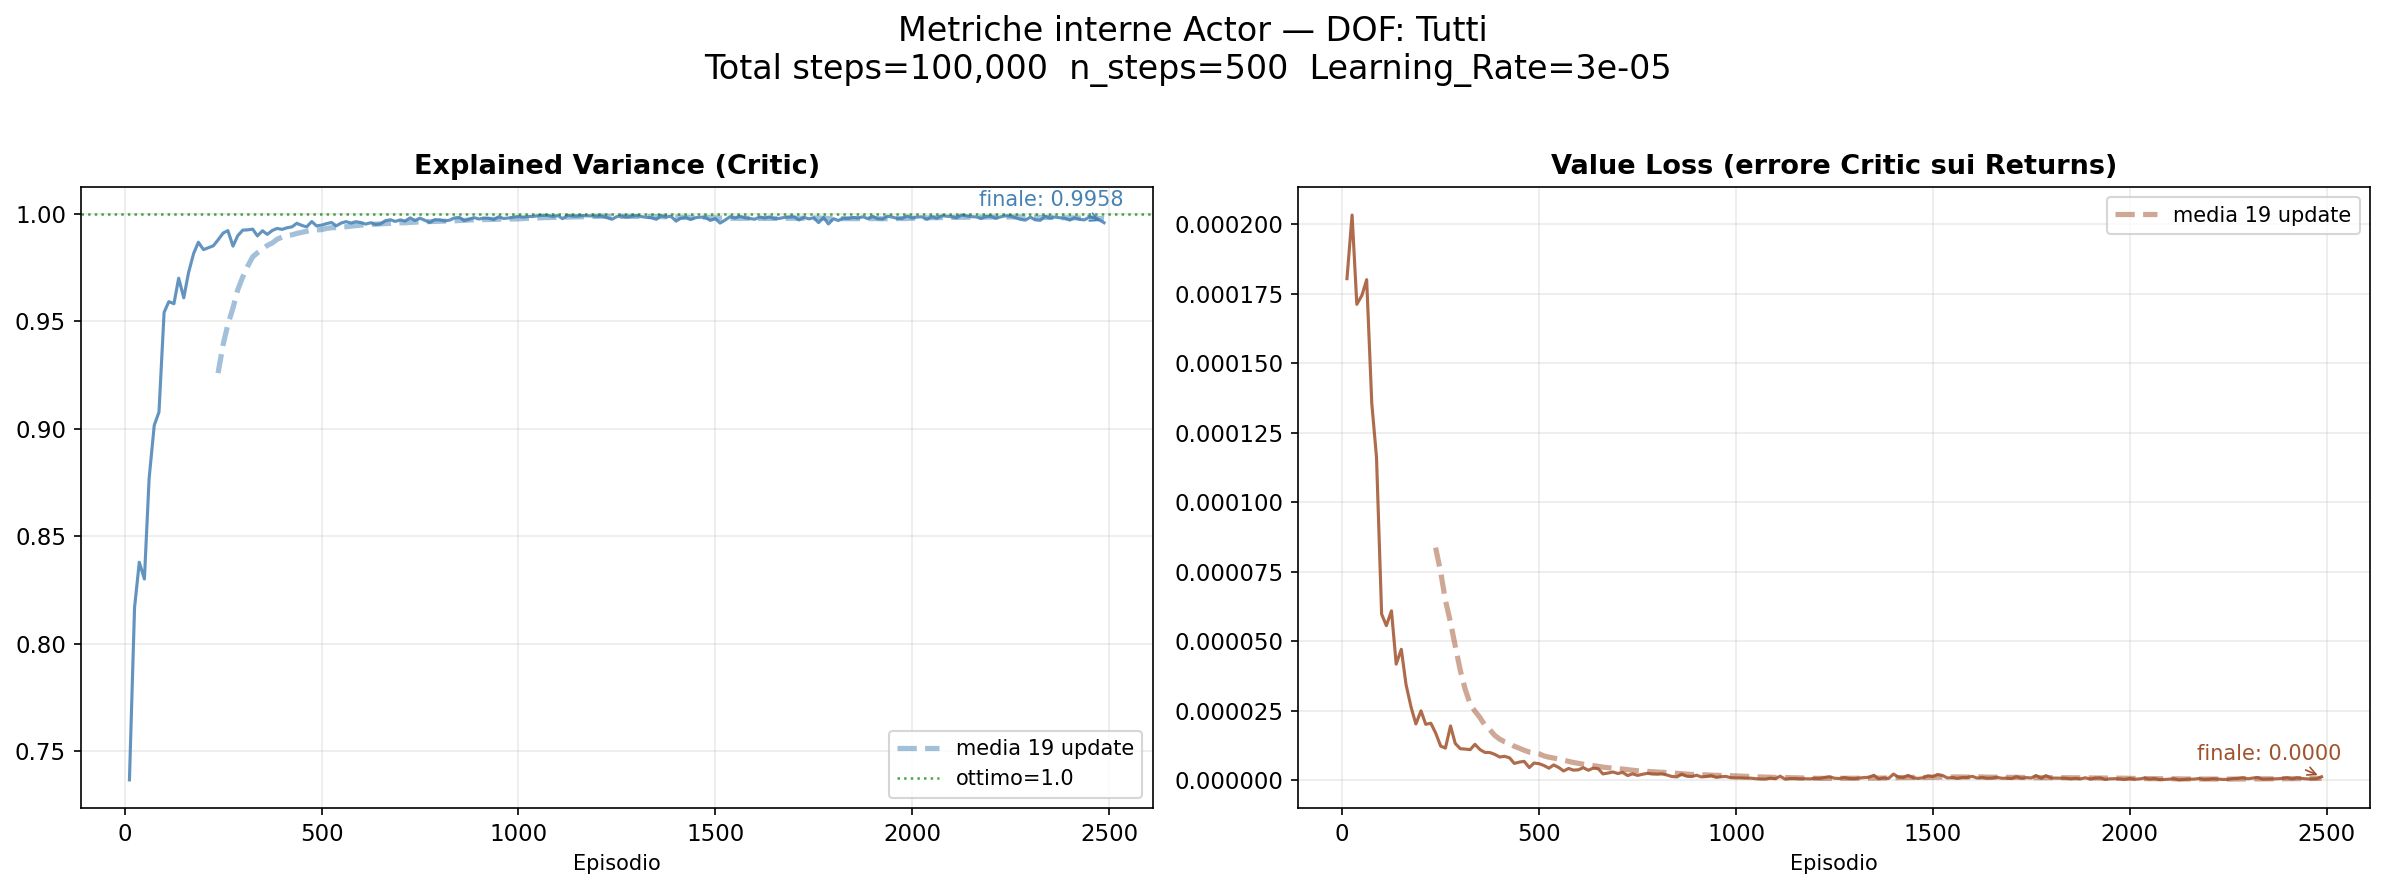 Metriche interne Actor — DOF: Tutti
Total steps=100,000  n_steps=500  Learning_Rate=3e-05
Explained Variance (Critic)
finale: 0.9958
1.00
0.95
0.90
0.85
0.80
0.75
media 19 update
ottimo=1.0
0 500 1000 1500 2000 2500
Episodio
Value Loss (errore Critic sui Returns)
media 19 update
0.000200
0.000175
0.000150
0.000125
0.000100
0.000075
0.000050
0.000025
0.000000
finale: 0.0000
0 500 1000 1500 2000 2500
Episodio